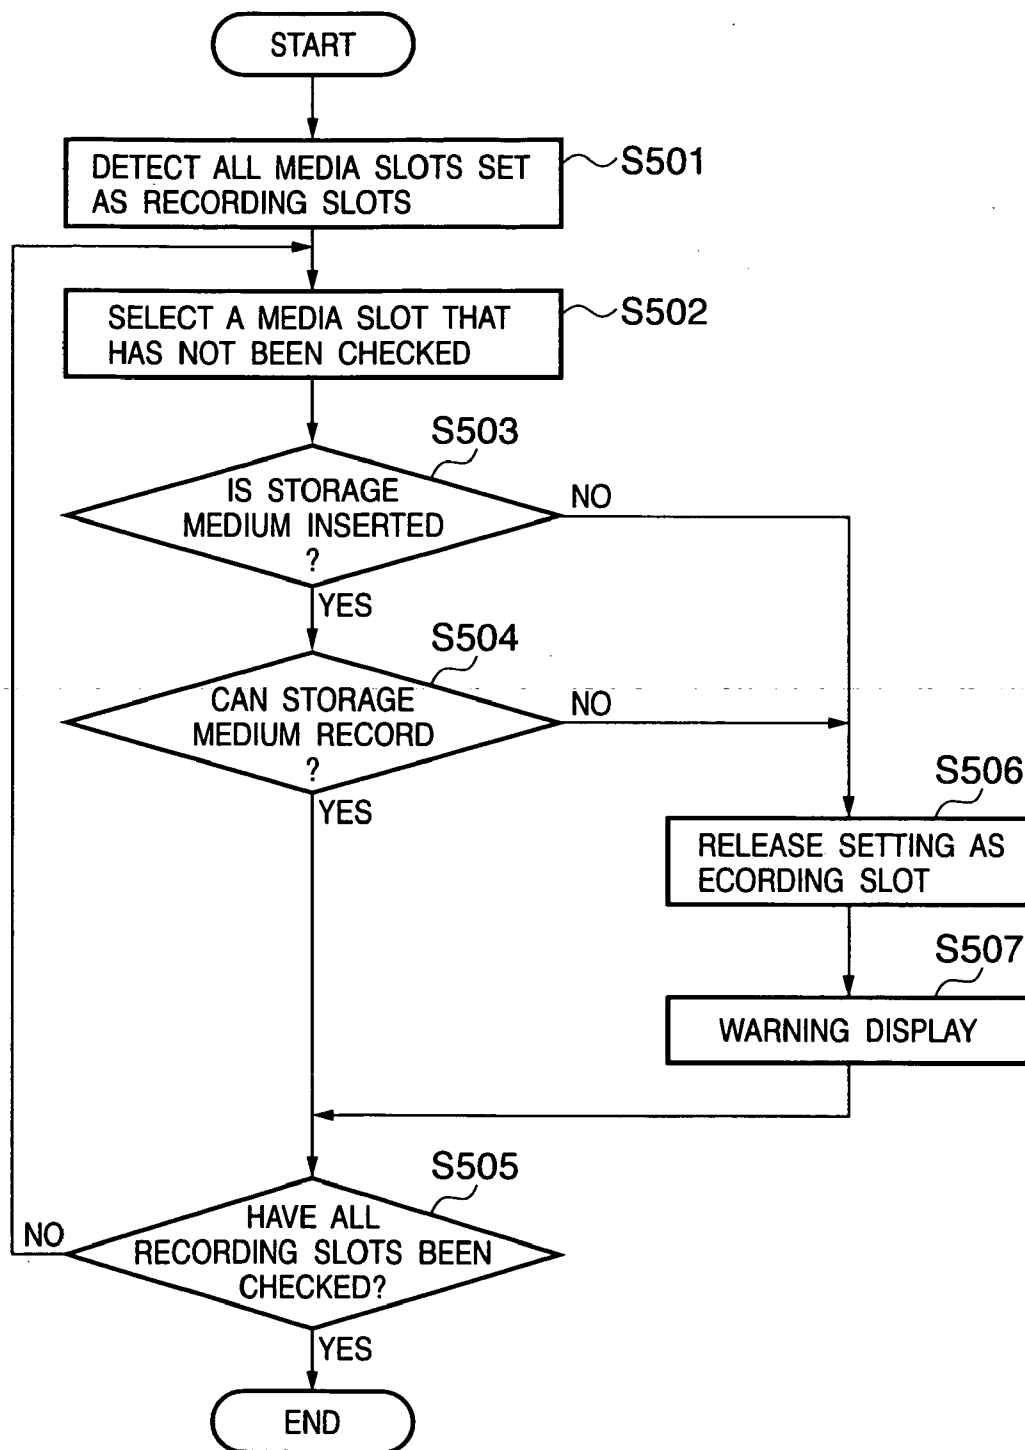 START
DETECT ALL MEDIA SLOTS SET
AS RECORDING SLOTS
S501
SELECT A MEDIA SLOT THAT
HAS NOT BEEN CHECKED
S502
S503
IS STORAGE
MEDIUM INSERTED
?
NO
YES
S504
CAN STORAGE
MEDIUM RECORD
?
NO
YES
S506
RELEASE SETTING AS
ECORDING SLOT
S507
WARNING DISPLAY
S505
HAVE ALL
RECORDING SLOTS BEEN
CHECKED?
NO
YES
END